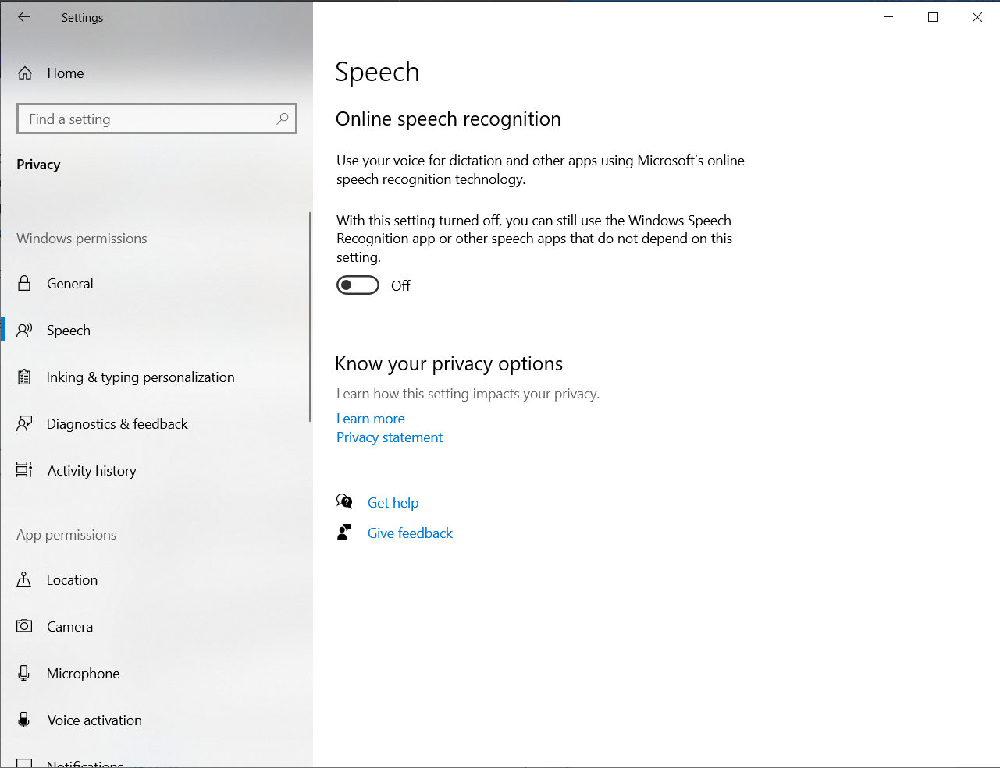 Settings
Home
Find a setting
Privacy
Windows permissions
General
Speech
Inking & typing personalization
Diagnostics & feedback
Activity history
App permissions
Location
Camera
Microphone
Voice activation
Notifications
Speech
Online speech recognition
Use your voice for dictation and other apps using Microsoft's online
speech recognition technology.
With this setting turned off, you can still use the Windows Speech
Recognition app or other speech apps that do not depend on this
setting.
Off
Know your privacy options
Learn how this setting impacts your privacy.
Learn more
Privacy statement
Get help
Give feedback